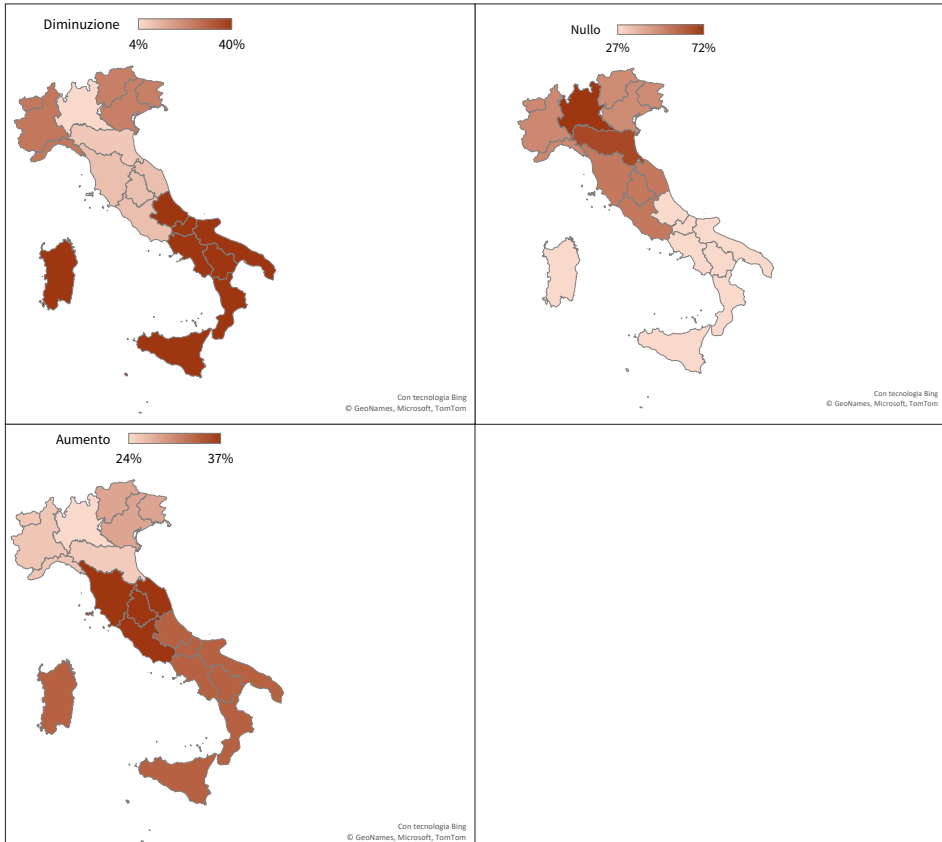 Diminuzione
4% 40%
Con tecnologia Bing
© GeoNames, Microsoft, TomTom
Nullo
27% 72%
Con tecnologia Bing
© GeoNames, Microsoft, TomTom
Aumento
24% 37%
Con tecnologia Bing
© GeoNames, Microsoft, TomTom